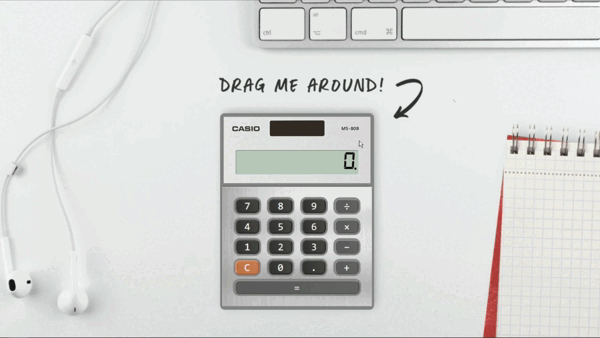 ctrl
alt
⌥
cmd
⌘
DRAG ME AROUND!
CASIO
MS-80B
0.
7 8 9 ÷
4 5 6 ×
1 2 3 −
C 0 . +
=